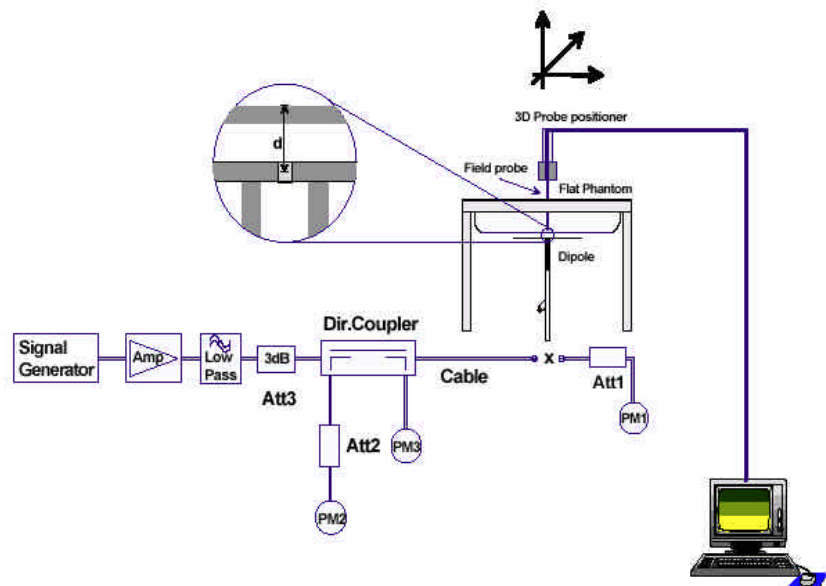 3D Probe positioner
d
Field probe
Flat Phantom
Dipole
Dir.Coupler
Signal
Generator
Amp
Low
Pass
3dB
Cable
x
Att1
Att3
PM1
Att2
PM3
PM2